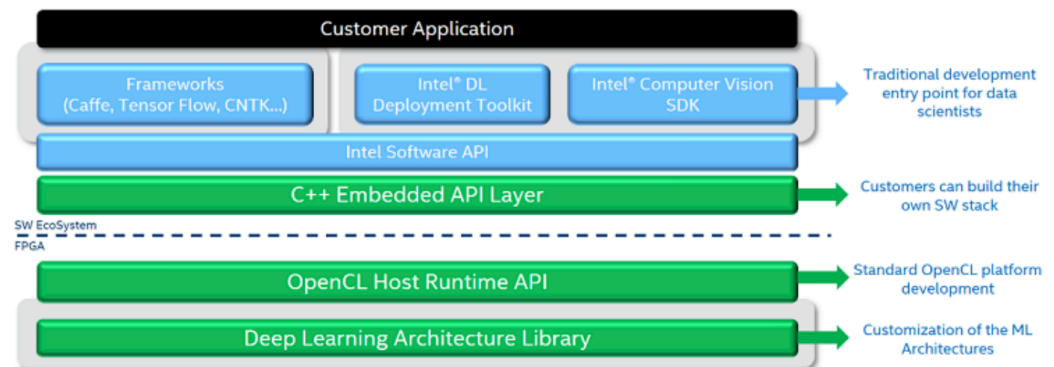 Customer Application
Frameworks
(Caffe, Tensor Flow, CNTK...)
Intel® DL
Deployment Toolkit
Intel® Computer Vision
SDK
Traditional development
entry point for data
scientists
Intel Software API
C++ Embedded API Layer
Customers can build their
own SW stack
SW EcoSystem
FPGA
OpenCL Host Runtime API
Standard OpenCL platform
development
Deep Learning Architecture Library
Customization of the ML
Architectures